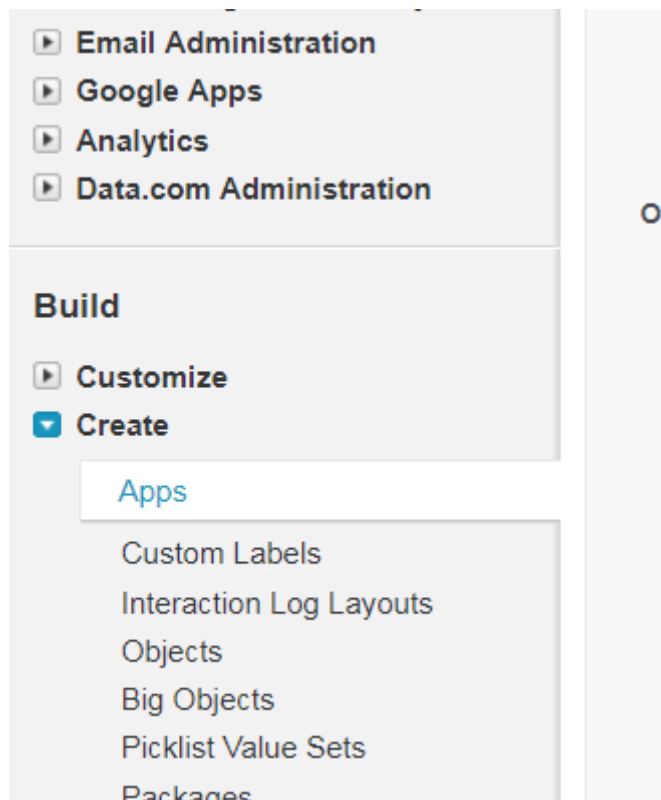 Email Administration
Google Apps
Analytics
Data.com Administration
Build
Customize
Create
Apps
Custom Labels
Interaction Log Layouts
Objects
Big Objects
Picklist Value Sets
Packages